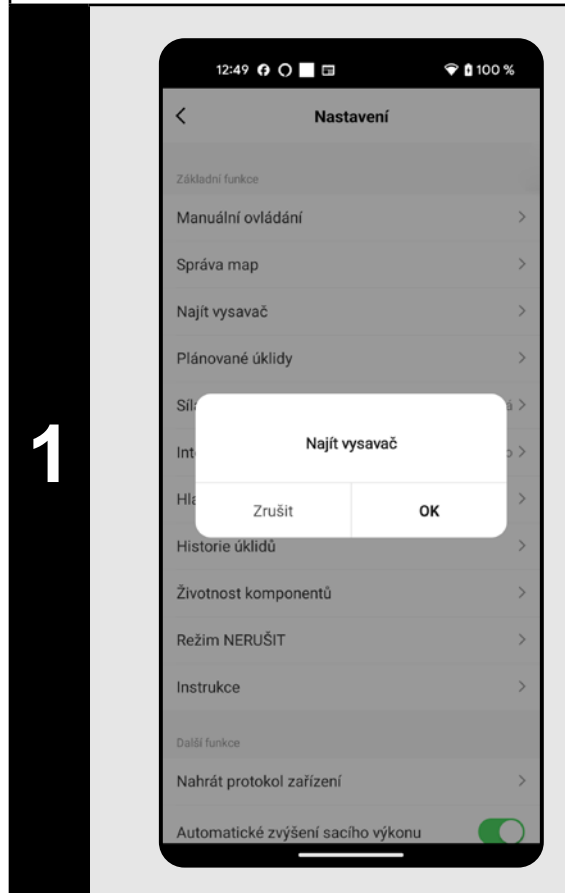 1
12:49 100 %
Nastavení
Základní funkce
Manuální ovládání
Správa map
Najít vysavač
Plánované úklidy
Najít vysavač
Zrušit OK
Historie úklidů
Životnost komponentů
Režim NERUŠIT
Instrukce
Další funkce
Nahrát protokol zařízení
Automatické zvýšení sacího výkonu